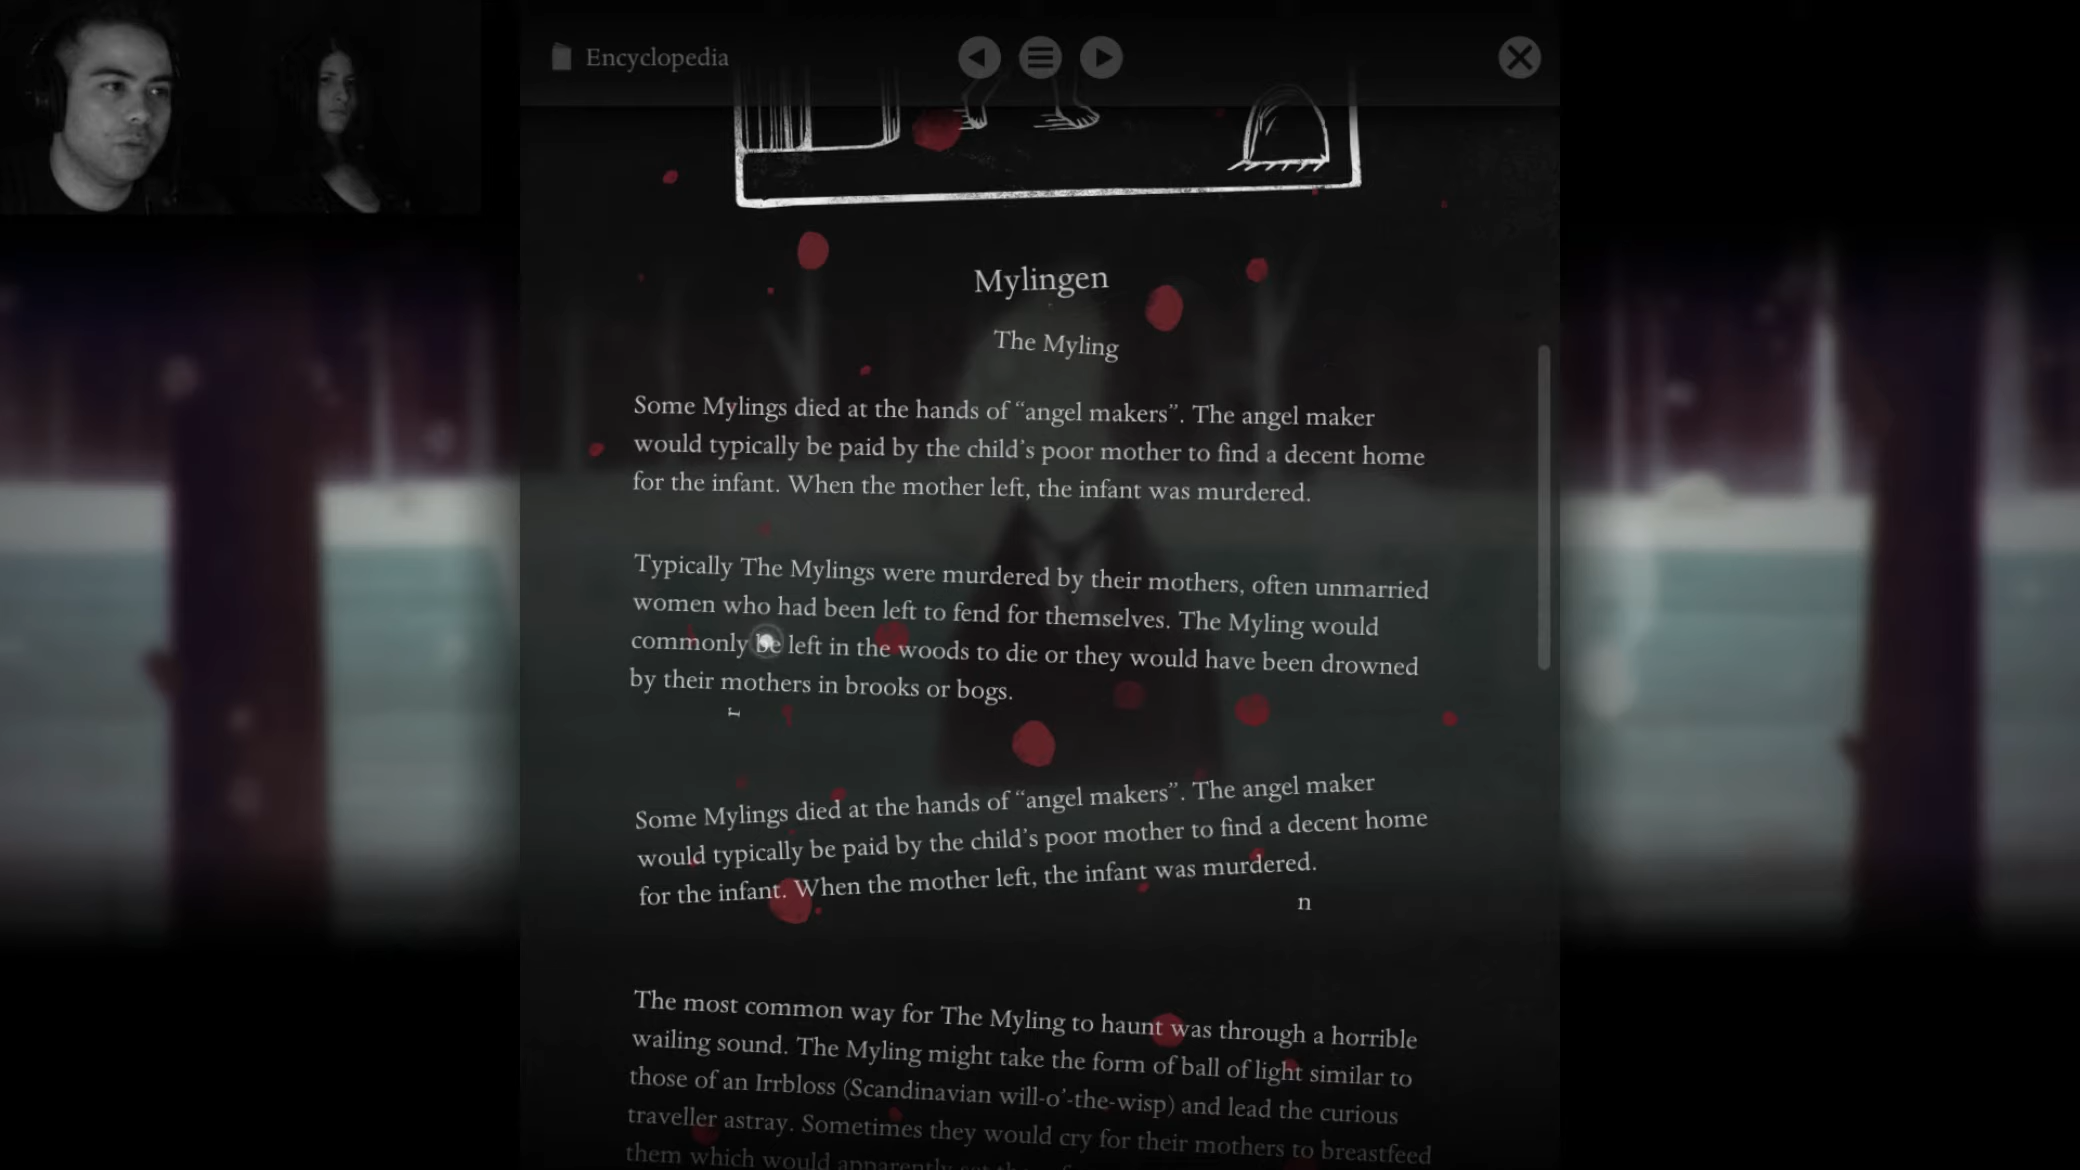 Encyclopedia
Mylingen
The Myling
Some Mylings died at the hands of “angel makers”. The angel maker
would typically be paid by the child’s poor mother to find a decent home
for the infant. When the mother left, the infant was murdered.
Typically The Mylings were murdered by their mothers, often unmarried
women who had been left to fend for themselves. The Myling would
commonly be left in the woods to die or they would have been drowned
by their mothers in brooks or bogs.
r
Some Mylings died at the hands of “angel makers”. The angel maker
would typically be paid by the child’s poor mother to find a decent home
for the infant. When the mother left, the infant was murdered.
n
The most common way for The Myling to haunt was through a horrible
wailing sound. The Myling might take the form of ball of light similar to
those of an Irrbloss (Scandinavian will-o’-the-wisp) and lead the curious
traveller astray. Sometimes they would cry for their mothers to breastfeed
them which would apparently